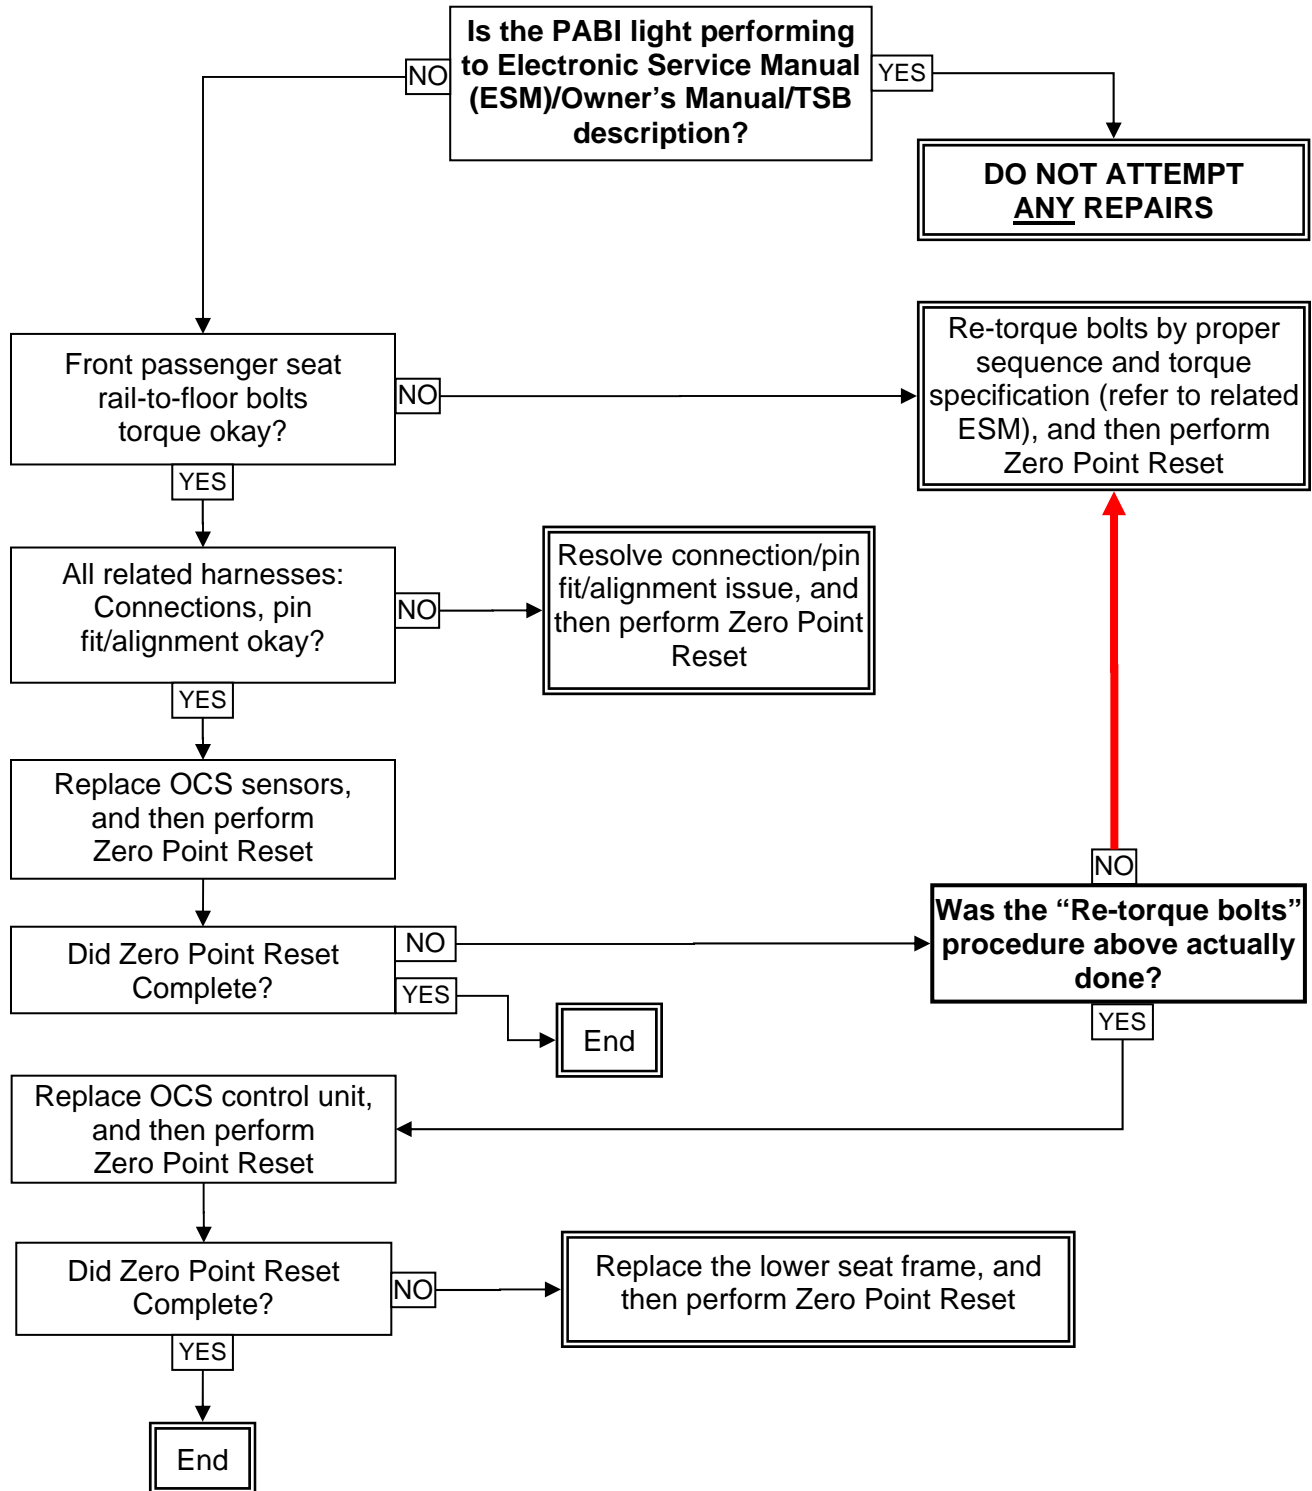 Is the PABI light performing
to Electronic Service Manual
(ESM)/Owner's Manual/TSB
description?
NO
YES
DO NOT ATTEMPT
ANY REPAIRS
Front passenger seat
rail-to-floor bolts
torque okay?
NO
Re-torque bolts by proper
sequence and torque
specification (refer to related
ESM), and then perform
Zero Point Reset
YES
All related harnesses:
Connections, pin
fit/alignment okay?
NO
Resolve connection/pin
fit/alignment issue, and
then perform Zero Point
Reset
YES
Replace OCS sensors,
and then perform
Zero Point Reset
NO
Did Zero Point Reset
Complete?
NO
YES
Was the “Re-torque bolts”
procedure above actually
done?
End
YES
Replace OCS control unit,
and then perform
Zero Point Reset
Did Zero Point Reset
Complete?
NO
Replace the lower seat frame, and
then perform Zero Point Reset
YES
End